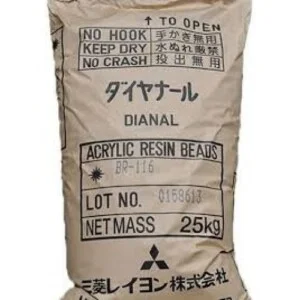 ↑ TO OPEN
NO HOOK 手かぎ無用
KEEP DRY 水ぬれ厳禁
NO CRASH 投出無用
ダイヤナール
DIANAL
ACRYLIC RESIN BEADS
BR-116
LOT NO. 0158613
NET MASS 25kg
三菱レイヨン株式会社